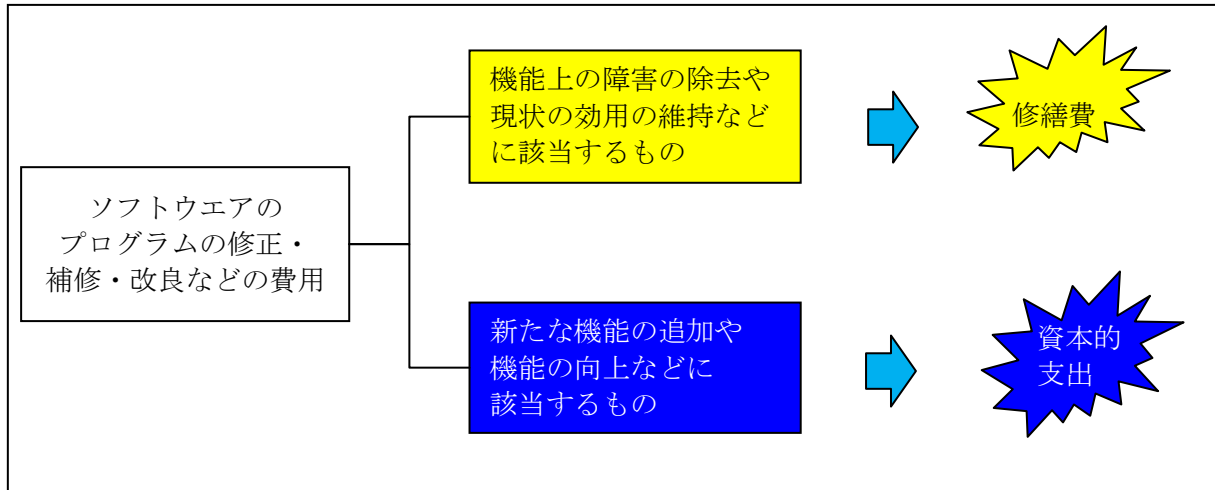 ソフトウエアの
プログラムの修正・
補修・改良などの費用
機能上の障害の除去や
現状の効用の維持など
に該当するもの
修繕費
新たな機能の追加や
機能の向上などに
該当するもの
資本的
支出